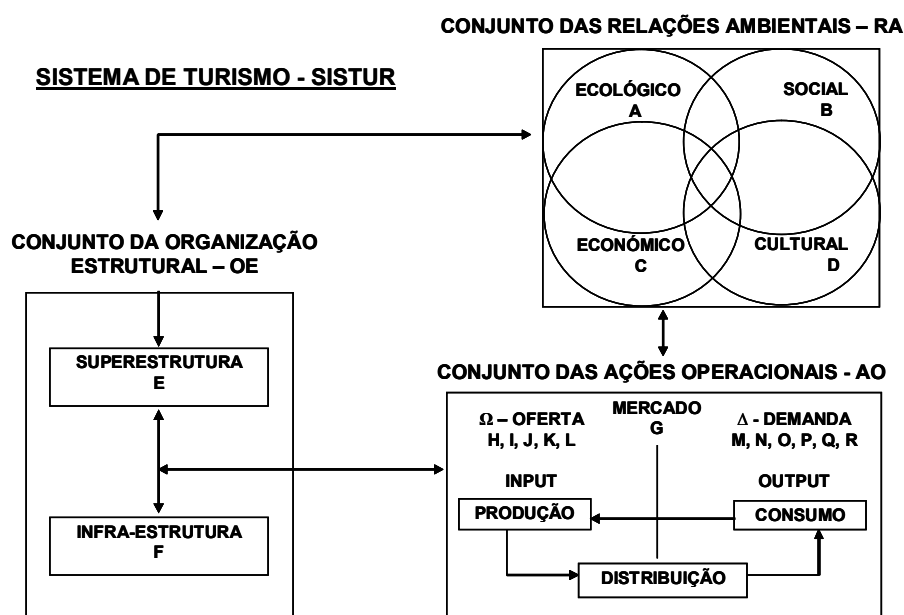 CONJUNTO DAS RELAÇÕES AMBIENTAIS – RA
SISTEMA DE TURISMO - SISTUR
ECOLÓGICO
A
SOCIAL
B
ECONÓMICO
C
CULTURAL
D
CONJUNTO DA ORGANIZAÇÃO
ESTRUTURAL – OE
SUPERESTRUTURA
E
INFRA-ESTRUTURA
F
CONJUNTO DAS AÇÕES OPERACIONAIS - AO
Ω – OFERTA
H, I, J, K, L
MERCADO
G
Δ - DEMANDA
M, N, O, P, Q, R
INPUT
OUTPUT
PRODUÇÃO
CONSUMO
DISTRIBUIÇÃO